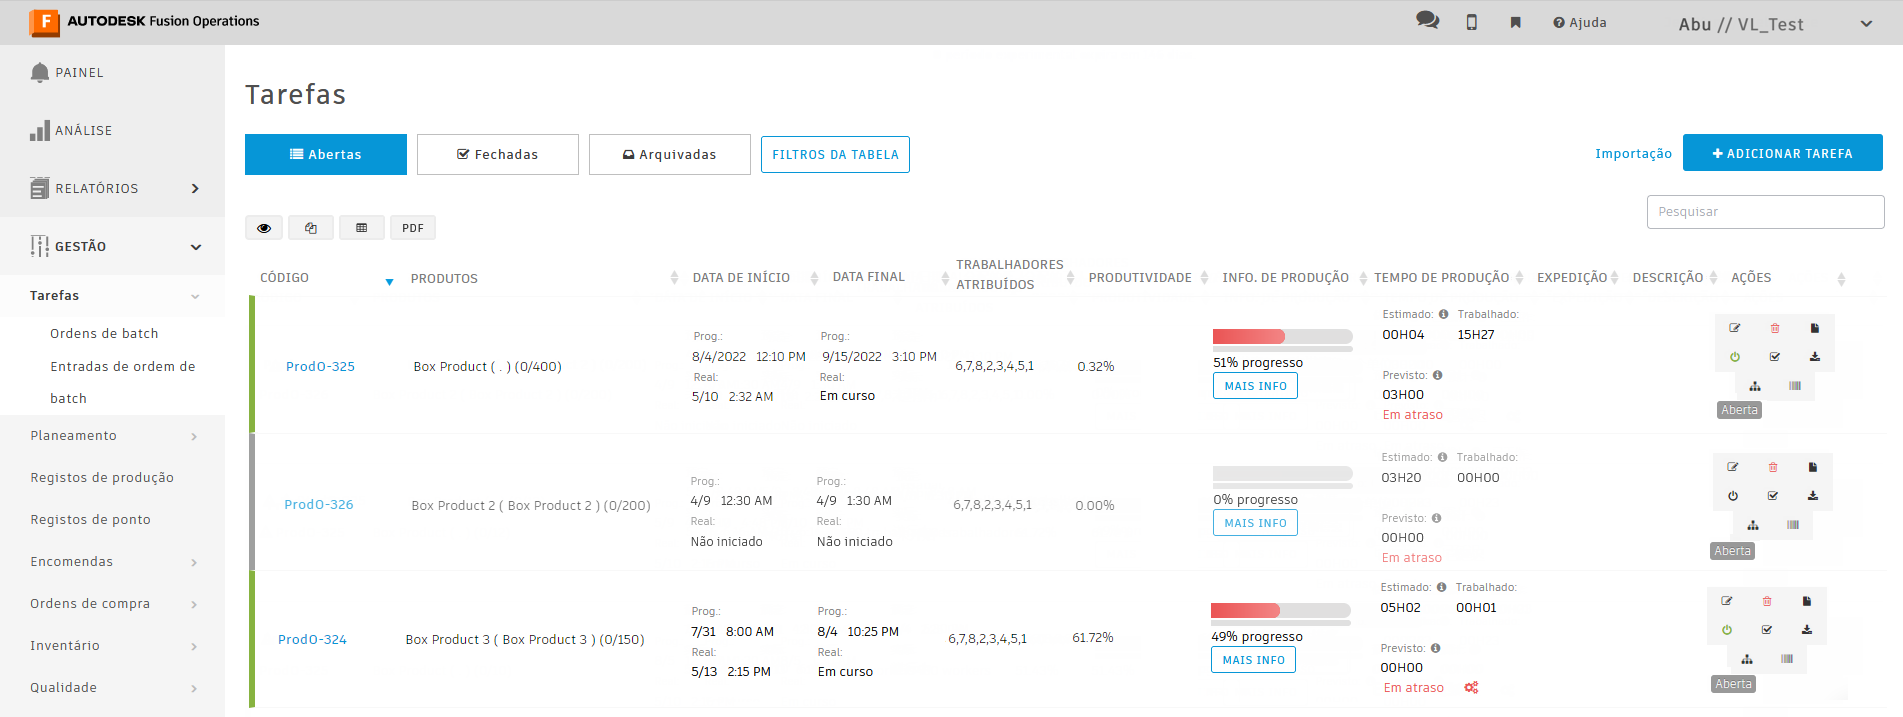 F AUTODESK Fusion Operations
Ajuda
Abu // VL_Test
PAINEL
ANÁLISE
RELATÓRIOS
GESTÃO
Tarefas
Ordens de batch
Entradas de ordem de
batch
Planeamento
Registos de produção
Registos de ponto
Encomendas
Ordens de compra
Inventário
Qualidade
Tarefas
Abertas
Fechadas
Arquivadas
FILTROS DA TABELA
Importação
+ ADICIONAR TAREFA
Pesquisar
PDF
CÓDIGO
PRODUTOS
DATA DE INÍCIO
DATA FINAL
TRABALHADORES
ATRIBUÍDOS
PRODUTIVIDADE
INFO. DE PRODUÇÃO
TEMPO DE PRODUÇÃO
EXPEDIÇÃO
DESCRIÇÃO
AÇÕES
ProdO-325
Box Product ( . ) (0/400)
Prog.:
8/4/2022 12:10 PM
Real:
5/10 2:32 AM
Prog.:
9/15/2022 3:10 PM
Real:
Em curso
6,7,8,2,3,4,5,1
0.32%
51% progresso
MAIS INFO
Estimado: Trabalhado:
00H04 15H27
Previsto:
03H00
Em atraso
Aberta
ProdO-326
Box Product 2 ( Box Product 2 ) (0/200)
Prog.:
4/9 12:30 AM
Real:
Não iniciado
Prog.:
4/9 1:30 AM
Real:
Não iniciado
6,7,8,2,3,4,5,1
0.00%
0% progresso
MAIS INFO
Estimado: Trabalhado:
03H20 00H00
Previsto:
00H00
Em atraso
Aberta
ProdO-324
Box Product 3 ( Box Product 3 ) (0/150)
Prog.:
7/31 8:00 AM
Real:
5/13 2:15 PM
Prog.:
8/4 10:25 PM
Real:
Em curso
6,7,8,2,3,4,5,1
61.72%
49% progresso
MAIS INFO
Estimado: Trabalhado:
05H02 00H01
Previsto:
00H00
Em atraso
Aberta